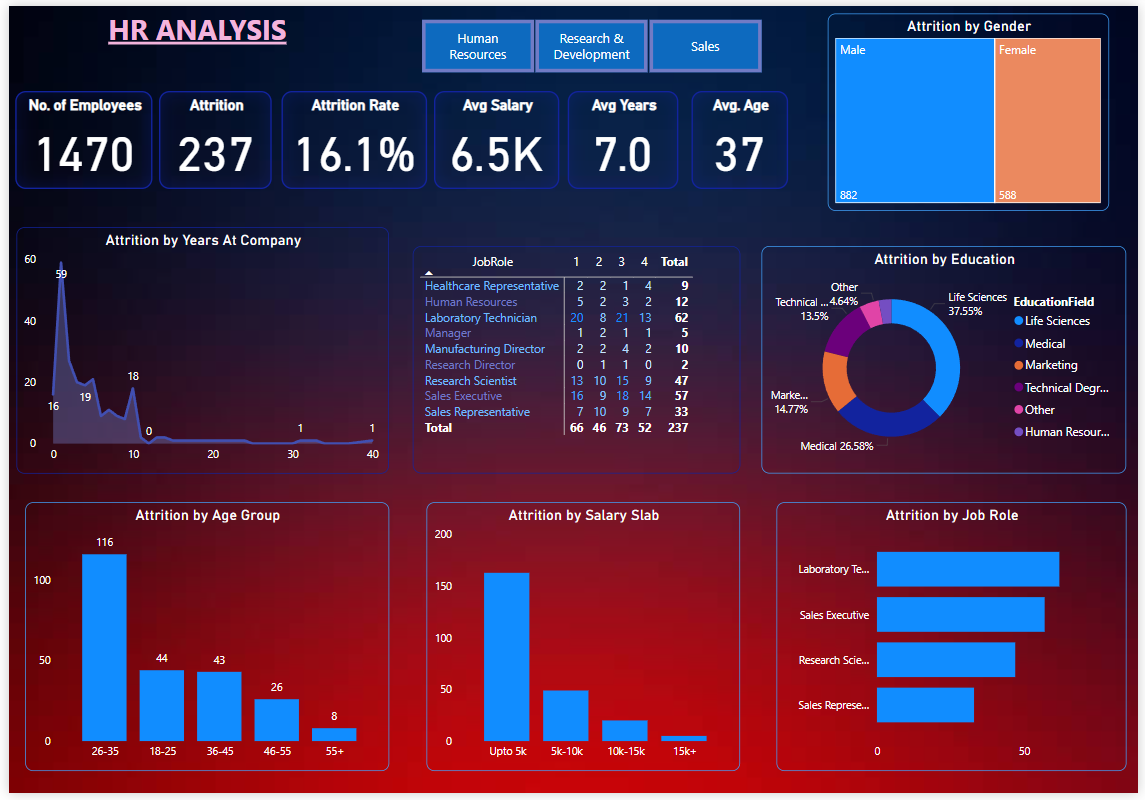 HR ANALYSIS
Human
Resources
Research &
Development
Sales
Attrition by Gender
Male
Female
882
588
No. of Employees
1470
Attrition
237
Attrition Rate
16.1%
Avg Salary
6.5K
Avg Years
7.0
Avg. Age
37
Attrition by Years At Company
60
40
20
0
59
16
19
18
0
1
1
0 10 20 30 40
JobRole 1 2 3 4 Total
Healthcare Representative 2 2 1 4 9
Human Resources 5 2 3 2 12
Laboratory Technician 20 8 21 13 62
Manager 1 2 1 1 5
Manufacturing Director 2 2 4 2 10
Research Director 0 1 1 0 2
Research Scientist 13 10 15 9 47
Sales Executive 16 9 18 14 57
Sales Representative 7 10 9 7 33
Total 66 46 73 52 237
Attrition by Education
Other
4.64%
Technical ...
13.5%
Marke...
14.77%
Medical 26.58%
Life Sciences
37.55%
EducationField
Life Sciences
Medical
Marketing
Technical Degr...
Other
Human Resour...
Attrition by Age Group
100
50
0
116
44
43
26
8
26-35 18-25 36-45 46-55 55+
Attrition by Salary Slab
200
150
100
50
0
Upto 5k 5k-10k 10k-15k 15k+
Attrition by Job Role
Laboratory Te...
Sales Executive
Research Scie...
Sales Represe...
0 50